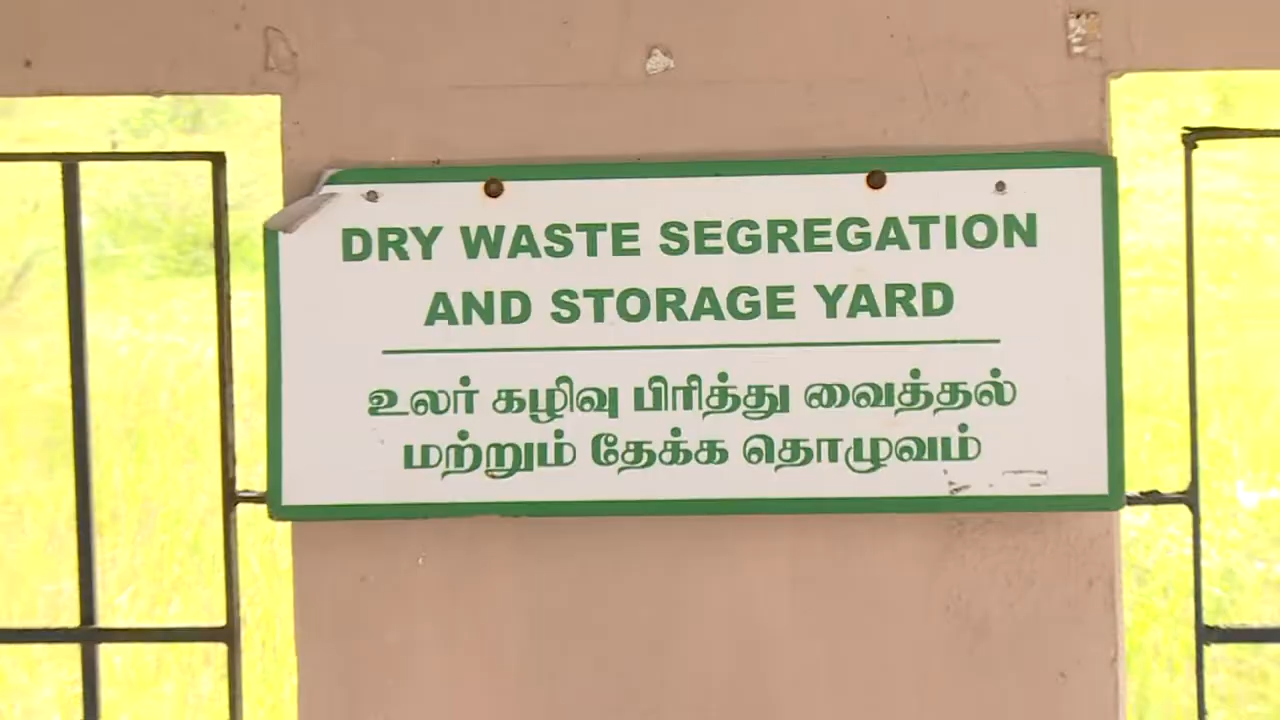 DRY WASTE SEGREGATION
AND STORAGE YARD
உலர் கழிவு பிரித்து வைத்தல்
மற்றும் தேக்க தொழுவம்